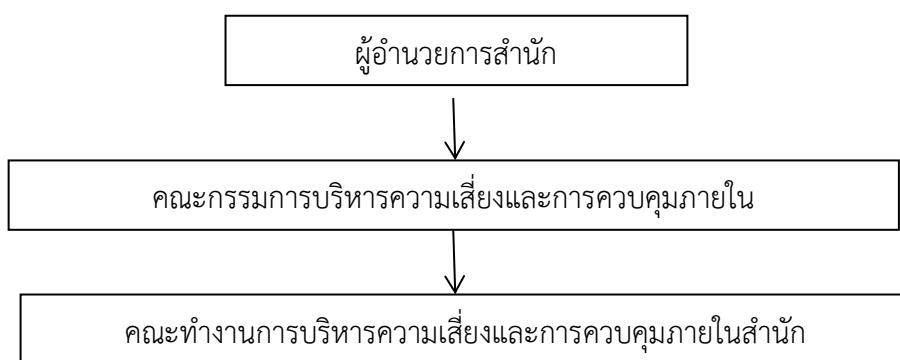 ผู้อำนวยการสำนัก
คณะกรรมการบริหารความเสี่ยงและการควบคุมภายใน
คณะทำงานการบริหารความเสี่ยงและการควบคุมภายในสำนัก